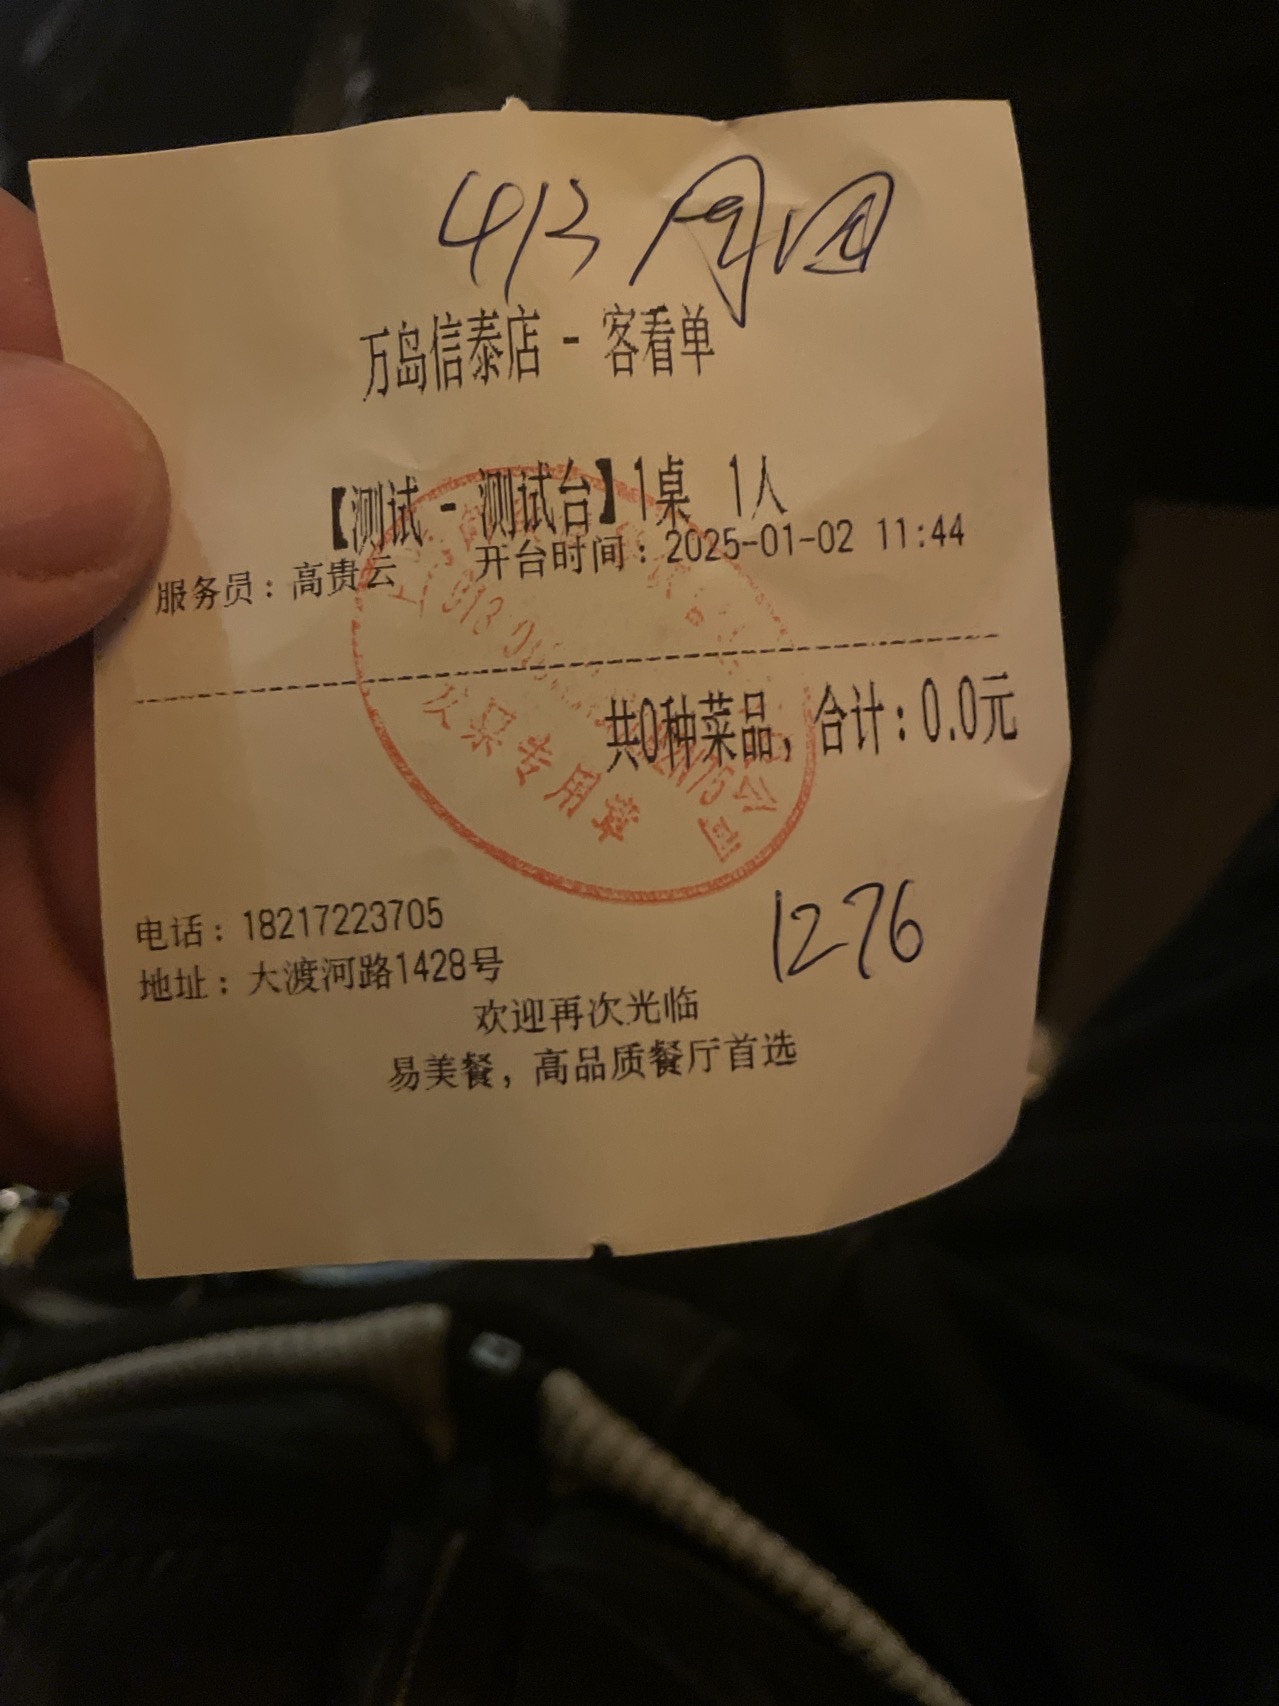 413
万岛信泰店 - 客看单
【测试 - 测试台】1桌 1人
服务员：高贵云 开台时间：2025-01-02 11:44
共0种菜品，合计：0.0元
专用章
电话：18217223705
1276
地址：大渡河路1428号
欢迎再次光临
易美餐，高品质餐厅首选